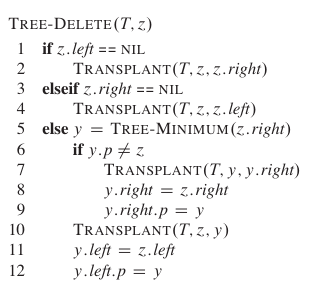 TREE-DELETE(T, z)
1 if z.left == NIL
2 TRANSPLANT(T, z, z.right)
3 elseif z.right == NIL
4 TRANSPLANT(T, z, z.left)
5 else y = TREE-MINIMUM(z.right)
6 if y.p ≠ z
7 TRANSPLANT(T, y, y.right)
8 y.right = z.right
9 y.right.p = y
10 TRANSPLANT(T, z, y)
11 y.left = z.left
12 y.left.p = y